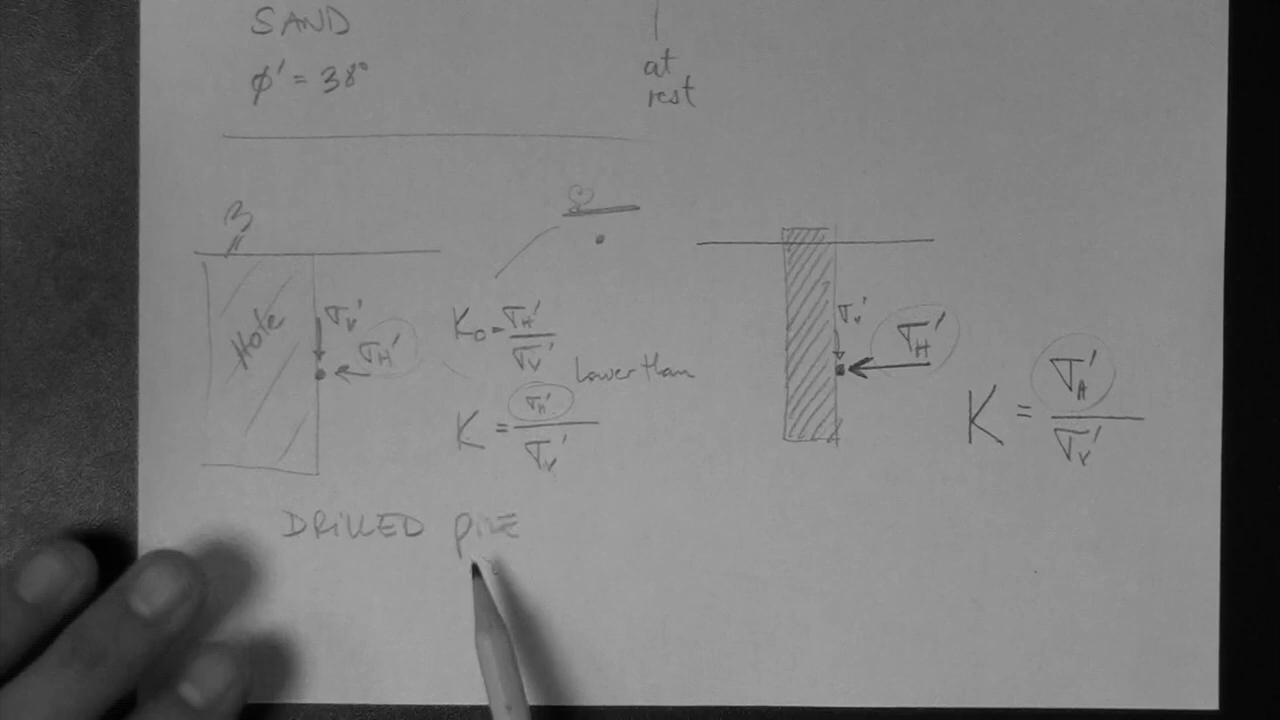 SAND
φ' = 38°
at
rest
Hole
σv'
σH'
K0 = σH' / σv'
Lower than
K = σH' / σv'
σv'
σH'
K = σH' / σv'
DRILLED PILE